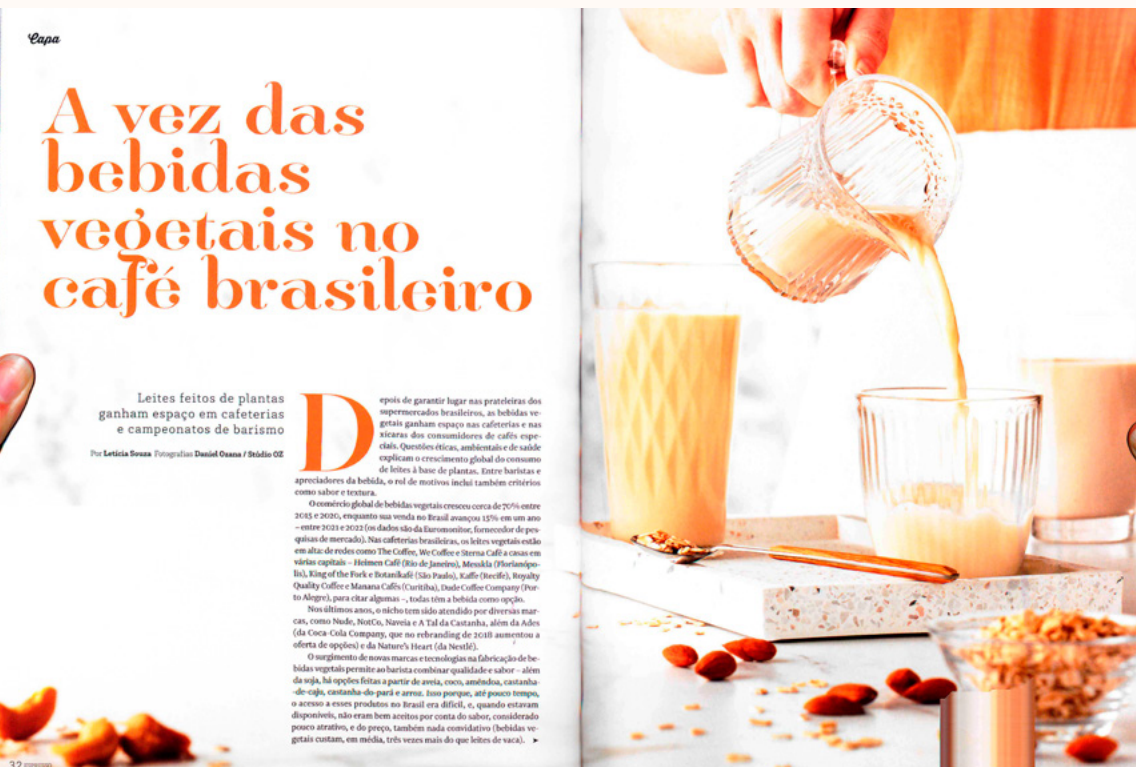 Capa
A vez das
bebidas
vegetais no
café brasileiro
Leites feitos de plantas
ganham espaço em cafeterias
e campeonatos de barismo
Por Letícia Souza Fotografias Daniel Ozana / Stúdio OZ
Depois de garantir lugar nas prateleiras dos
supermercados brasileiros, as bebidas ve-
getais ganham espaço nas cafeterias e nas
xícaras dos consumidores de cafés espe-
ciais. Questões éticas, ambientais e de saúde
explicam o crescimento global do consumo
de leites à base de plantas. Entre baristas e
apreciadores da bebida, o rol de motivos inclui também critérios
como sabor e textura.
O comércio global de bebidas vegetais cresceu cerca de 70% entre
2015 e 2020, enquanto sua venda no Brasil avançou 15% em um ano
– entre 2021 e 2022 (os dados são da Euromonitor, fornecedor de pes-
quisas de mercado). Nas cafeterias brasileiras, os leites vegetais estão
em alta: de redes como The Coffee, We Coffee e Sterna Café a casas em
várias capitais – Heimen Café (Rio de Janeiro), Messkla (Florianópo-
lis), King of the Fork e Botanikafé (São Paulo), Kaffe (Recife), Royalty
Quality Coffee e Manana Cafés (Curitiba), Dude Coffee Company (Por-
to Alegre), para citar algumas –, todas têm a bebida como opção.
Nos últimos anos, o nicho tem sido atendido por diversas mar-
cas, como Nude, NotCo, Naveia e A Tal da Castanha, além da Ades
(da Coca-Cola Company, que no rebranding de 2018 aumentou a
oferta de opções) e da Nature's Heart (da Nestlé).
O surgimento de novas marcas e tecnologias na fabricação de be-
bidas vegetais permite ao barista combinar qualidade e sabor – além
da soja, há opções feitas a partir de aveia, coco, amêndoa, castanha-
-de-caju, castanha-do-pará e arroz. Isso porque, até pouco tempo,
o acesso a esses produtos no Brasil era difícil, e, quando estavam
disponíveis, não eram bem aceitos por conta do sabor, considerado
pouco atrativo, e do preço, também nada convidativo (bebidas ve-
getais custam, em média, três vezes mais do que leites de vaca).
32